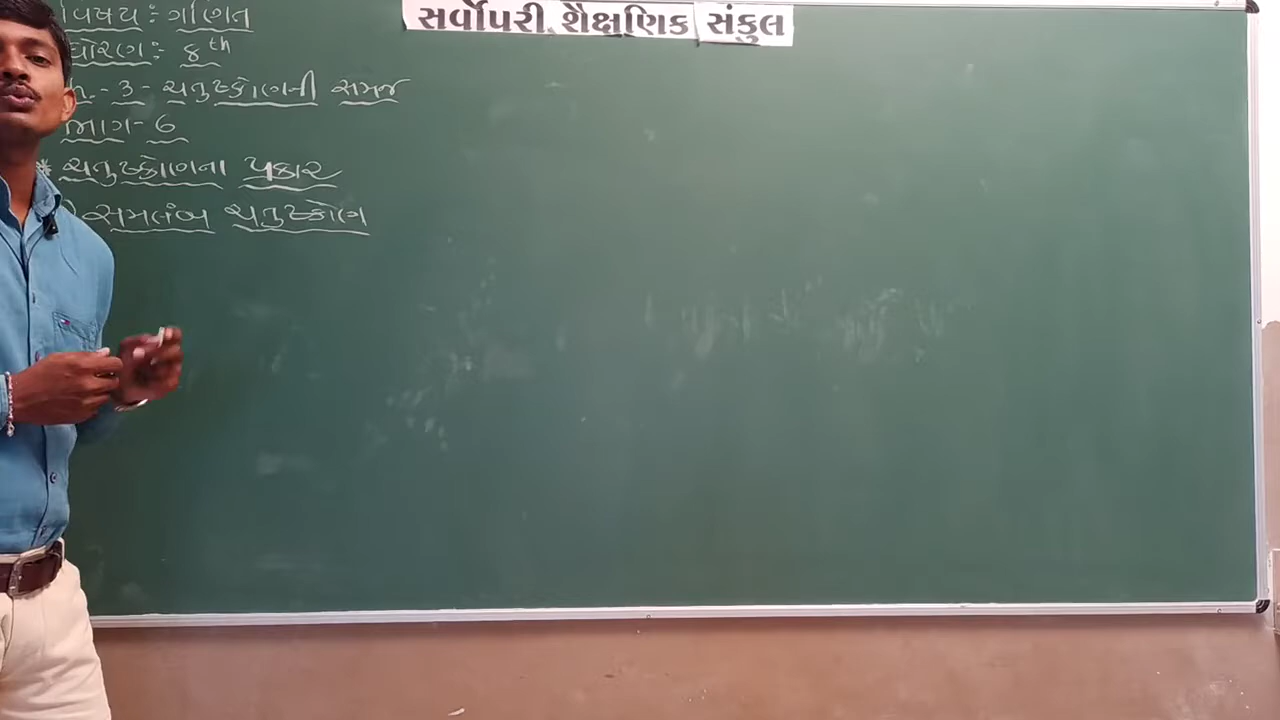 સર્વોપરી શૈક્ષણિક સંકુલ
વિષય: ગણિત
ધોરણ: 8th
- 3 - ચતુષ્કોણની સમજ
ભાગ - 6
* ચતુષ્કોણના પ્રકાર
સમલંબ ચતુષ્કોણ